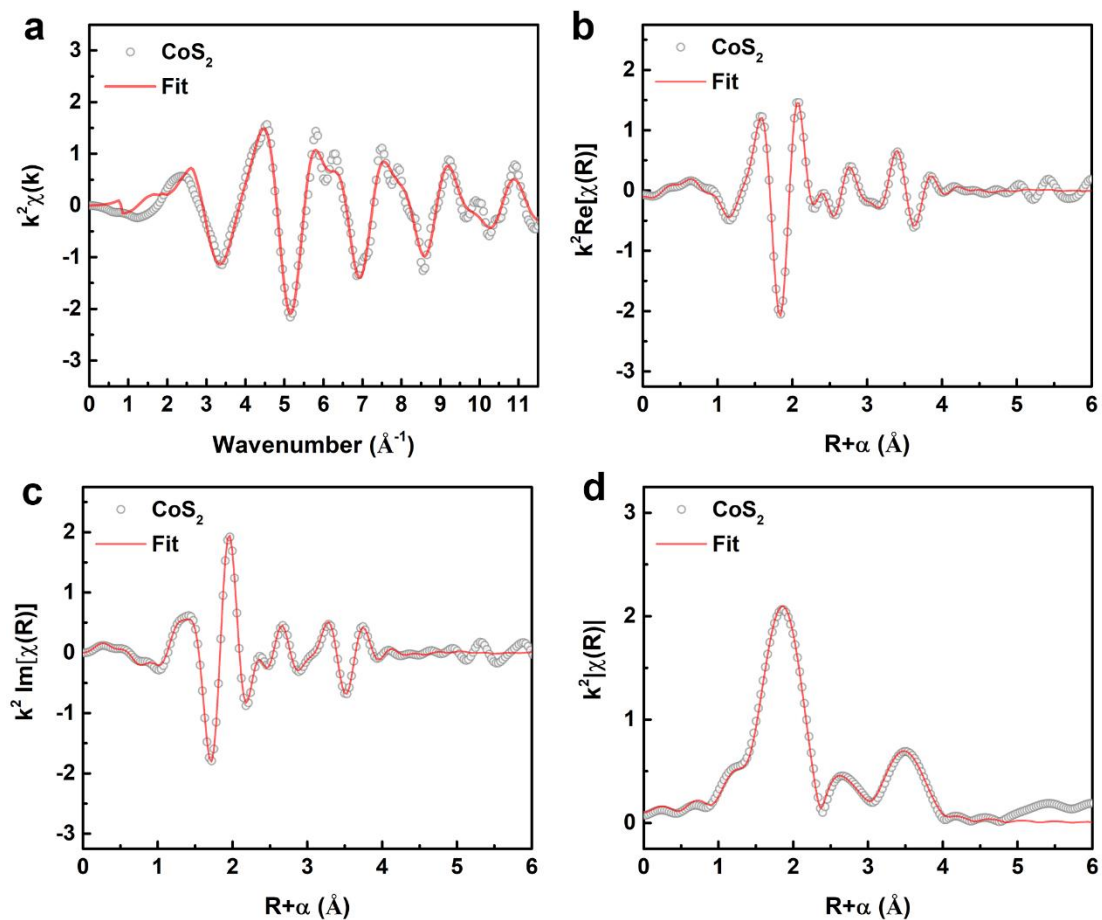 a
CoS₂
Fit
k²χ(k)
3
2
1
0
-1
-2
-3
0 1 2 3 4 5 6 7 8 9 10 11
Wavenumber (Å⁻¹)
b
CoS₂
Fit
k²Re[χ(R)]
2
1
0
-1
-2
-3
0 1 2 3 4 5 6
R+α (Å)
c
CoS₂
Fit
k² Im[χ(R)]
2
1
0
-1
-2
-3
0 1 2 3 4 5 6
R+α (Å)
d
CoS₂
Fit
k²|χ(R)|
3
2
1
0
0 1 2 3 4 5 6
R+α (Å)